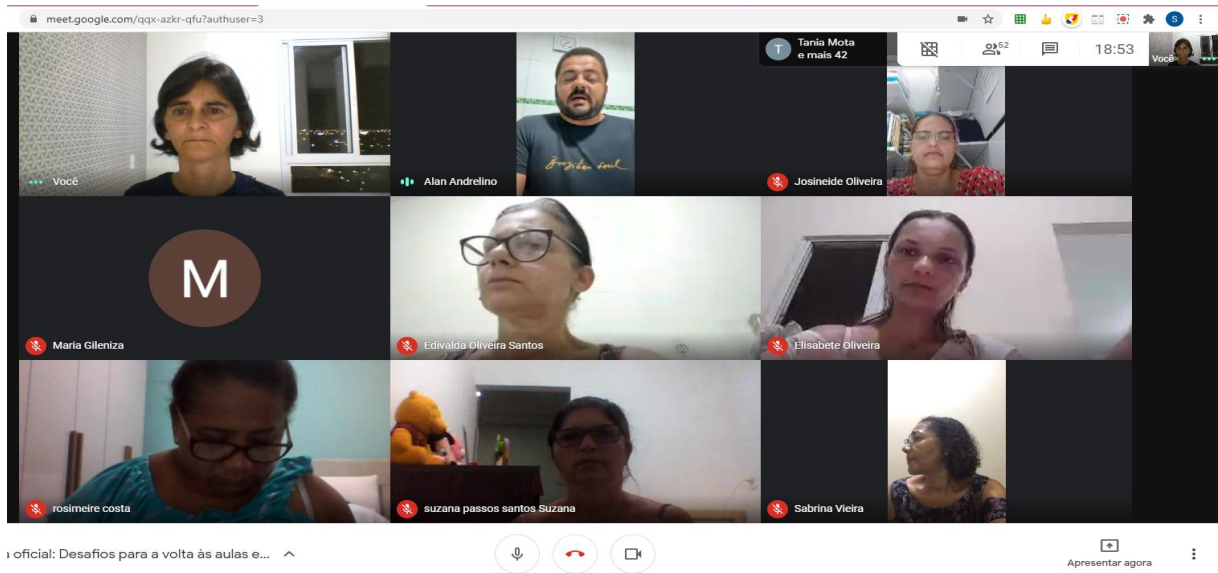 meet.google.com/qqx-azkr-qfu?authuser=3
S
T
Tania Mota
e mais 42
52
18:53
Você
Você
Brazilian soul
Alan Andrelino
Josineide Oliveira
M
Maria Gileniza
Edivalda Oliveira Santos
Elisabete Oliveira
rosimeire costa
suzana passos santos Suzana
Sabrina Vieira
oficial: Desafios para a volta às aulas e...
Apresentar agora